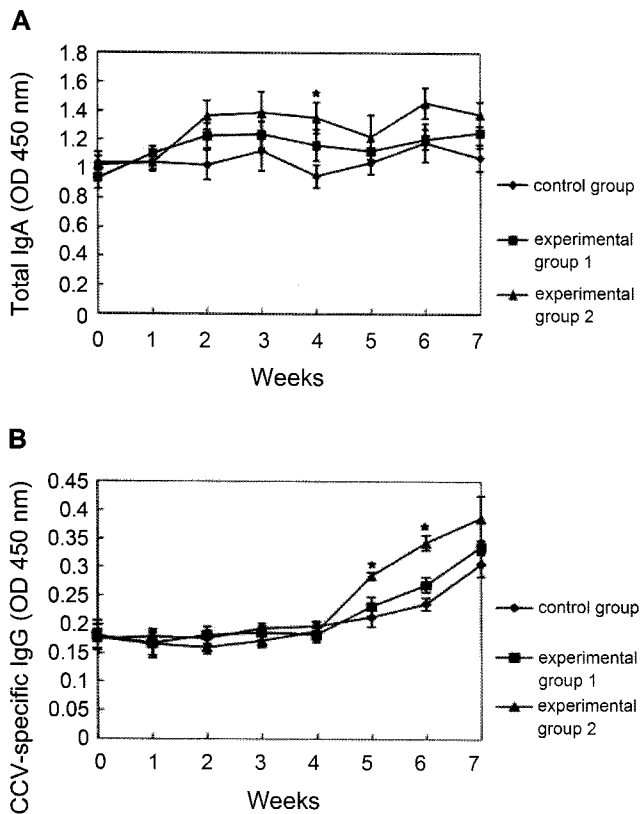 A
Total IgA (OD 450 nm)
1.8
1.6
1.4
1.2
1
0.8
0.6
0.4
0.2
0
*
0 1 2 3 4 5 6 7
Weeks
control group
experimental
group 1
experimental
group 2
B
CCV-specific IgG (OD 450 nm)
0.45
0.4
0.35
0.3
0.25
0.2
0.15
0.1
0.05
0
*
*
0 1 2 3 4 5 6 7
Weeks
control group
experimental
group 1
experimental
group 2